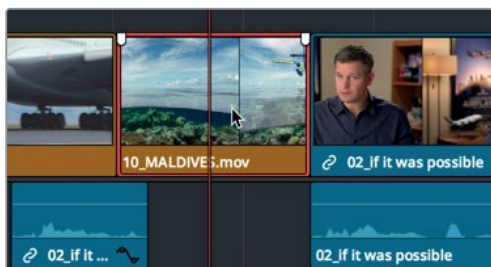 10_MALDIVES.mov
02_if it was possible
02_if it ...
02_if it was possible